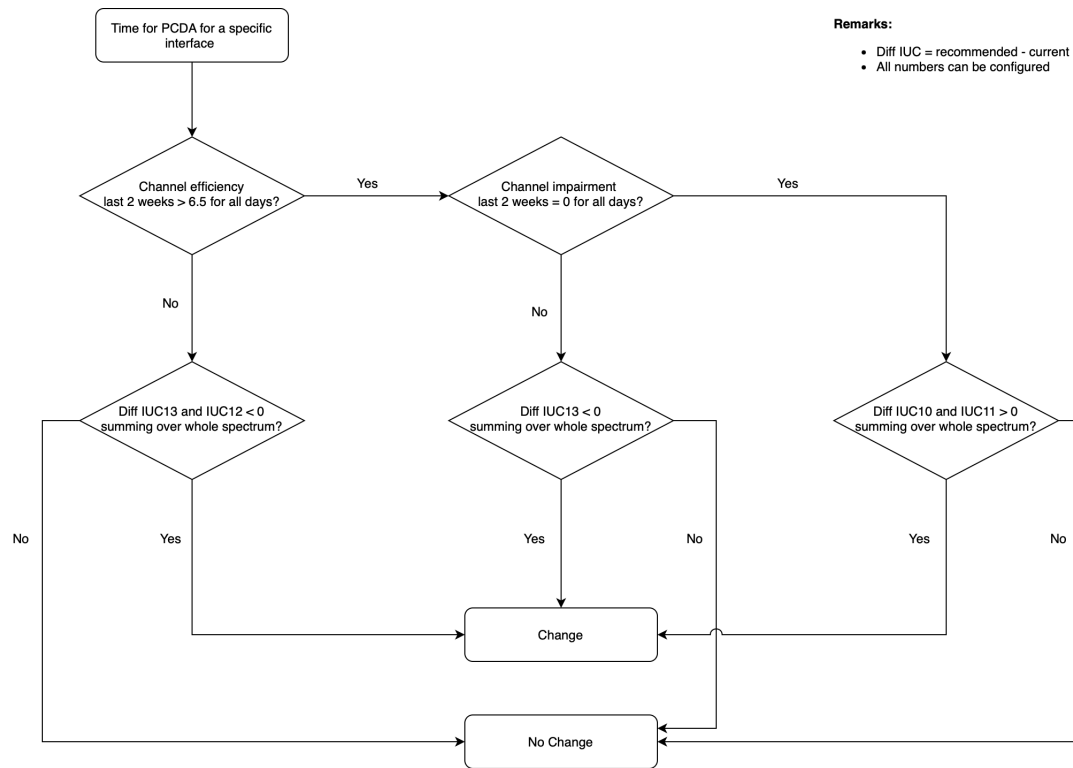 Time for PCDA for a specific
interface
Remarks:
• Diff IUC = recommended - current
• All numbers can be configured
Channel efficiency
last 2 weeks > 6.5 for all days?
Yes
Channel impairment
last 2 weeks = 0 for all days?
Yes
No
No
Diff IUC13 and IUC12 < 0
summing over whole spectrum?
Diff IUC13 < 0
summing over whole spectrum?
Diff IUC10 and IUC11 > 0
summing over whole spectrum?
No
Yes
Yes
No
Yes
No
Change
No Change